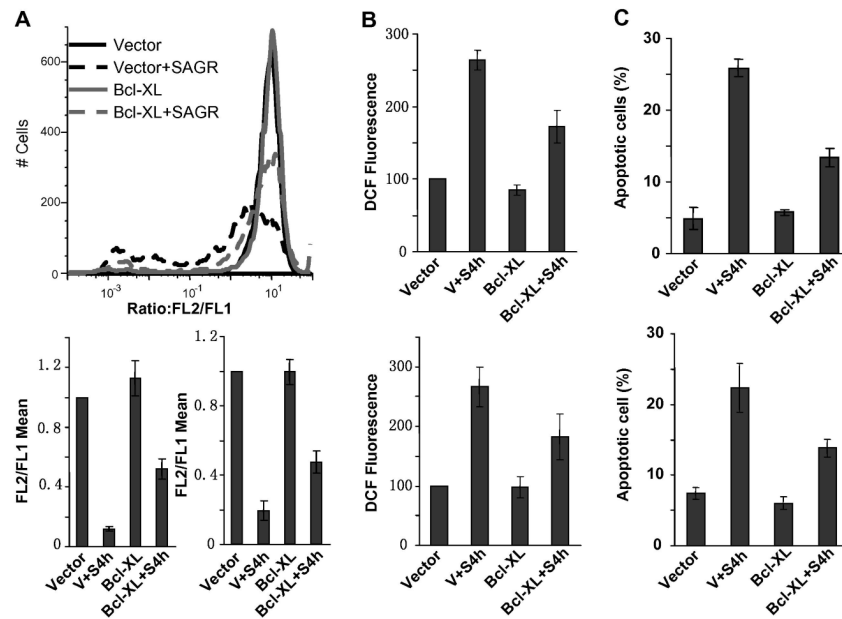 A
Vector
Vector+SAGR
Bcl-XL
Bcl-XL+SAGR
# Cells
600
400
200
0
10-3
10-1
101
Ratio:FL2/FL1
FL2/FL1 Mean
1.2
0.8
0.4
0
Vector
V+S4h
Bcl-XL
Bcl-XL+S4h
FL2/FL1 Mean
1.2
0.8
0.4
0
Vector
V+S4h
Bcl-XL
Bcl-XL+S4h
B
DCF Fluorescence
300
200
100
0
Vector
V+S4h
Bcl-XL
Bcl-XL+S4h
DCF Fluorescence
300
200
100
0
Vector
V+S4h
Bcl-XL
Bcl-XL+S4h
C
Apoptotic cells (%)
30
20
10
5
0
Vector
V+S4h
Bcl-XL
Bcl-XL+S4h
Apoptotic cell (%)
30
20
10
0
Vector
V+S4h
Bcl-XL
Bcl-XL+S4h